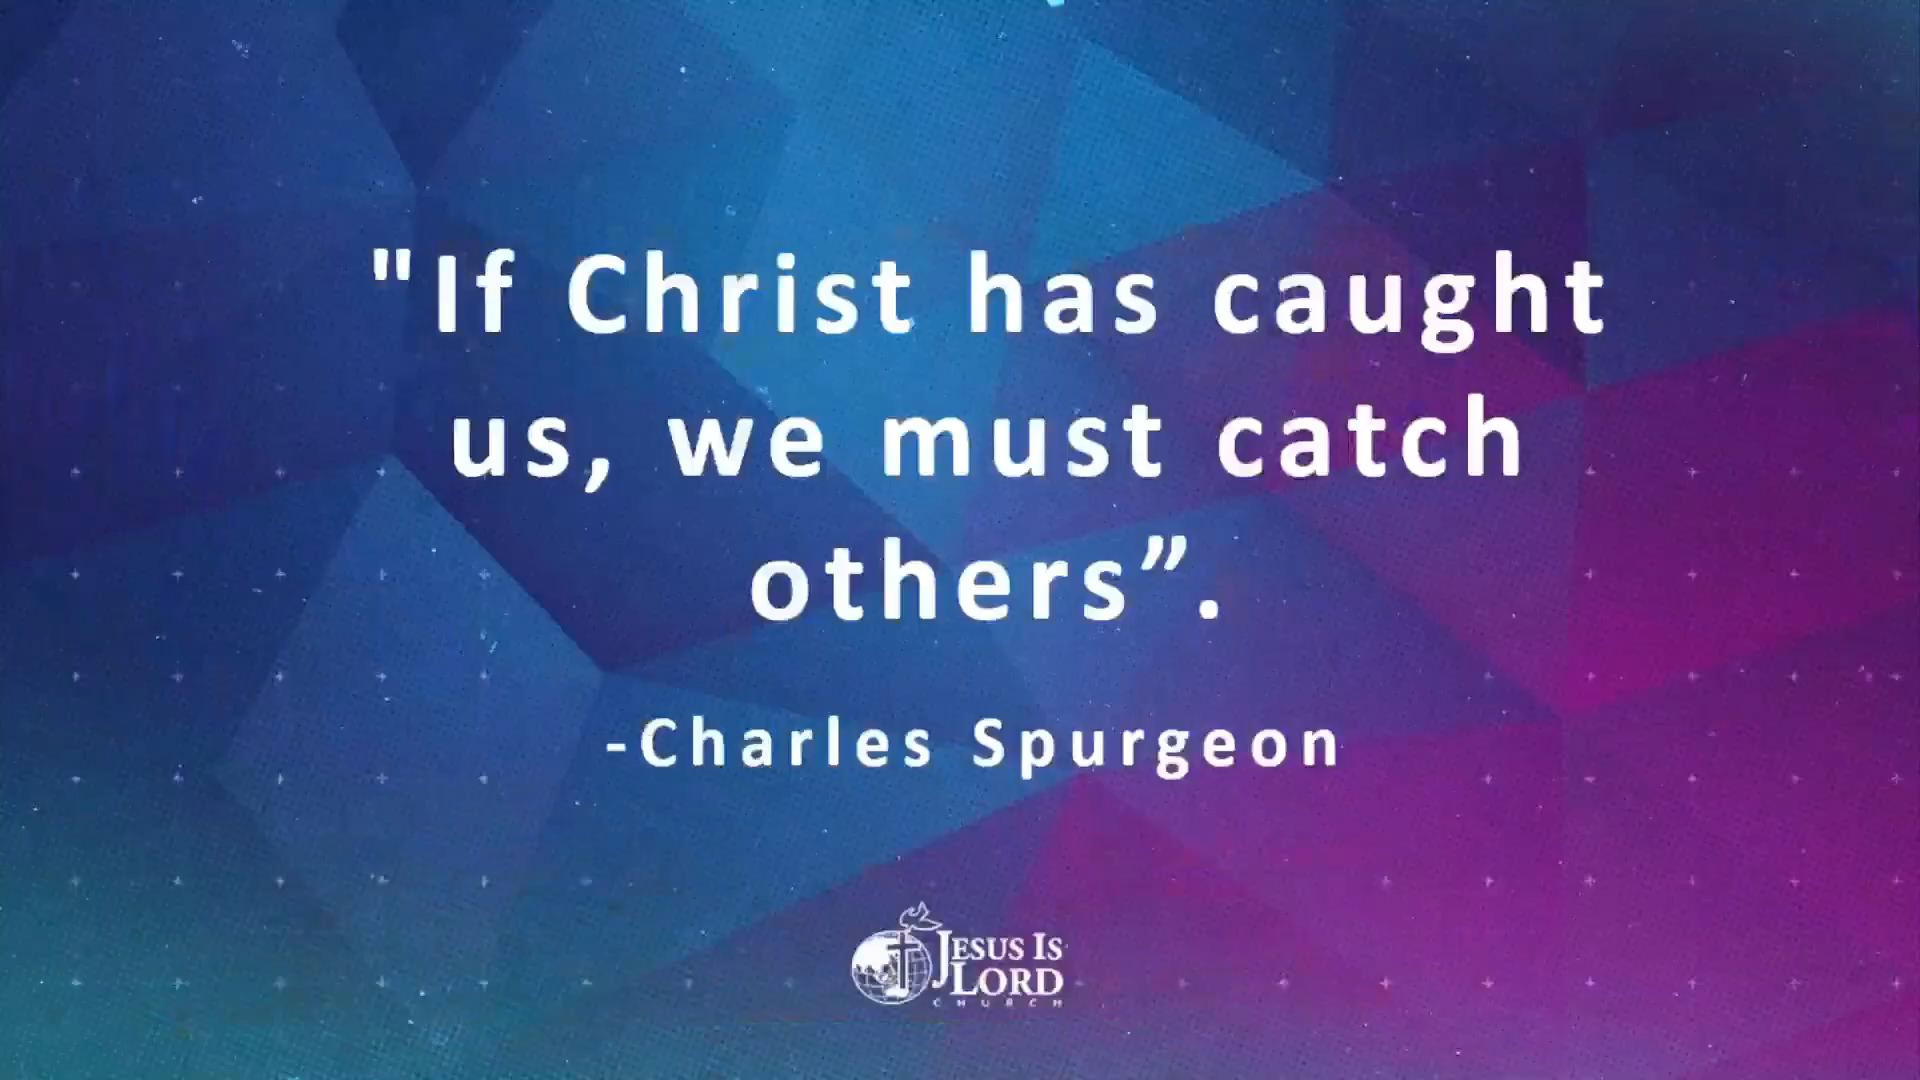 "If Christ has caught
us, we must catch
others”.
-Charles Spurgeon
JESUS IS
LORD
CHURCH